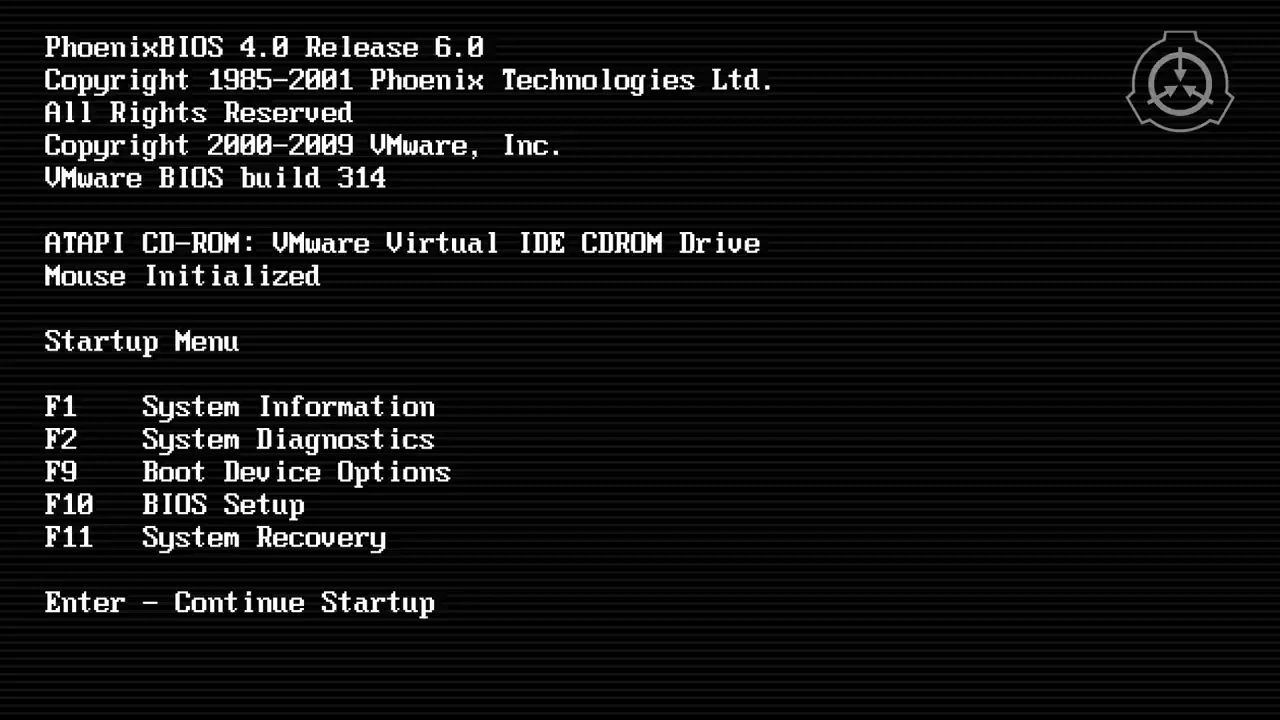 PhoenixBIOS 4.0 Release 6.0
Copyright 1985-2001 Phoenix Technologies Ltd.
All Rights Reserved
Copyright 2000-2009 VMware, Inc.
VMware BIOS build 314
ATAPI CD-ROM: VMware Virtual IDE CDROM Drive
Mouse Initialized
Startup Menu
F1 System Information
F2 System Diagnostics
F9 Boot Device Options
F10 BIOS Setup
F11 System Recovery
Enter - Continue Startup